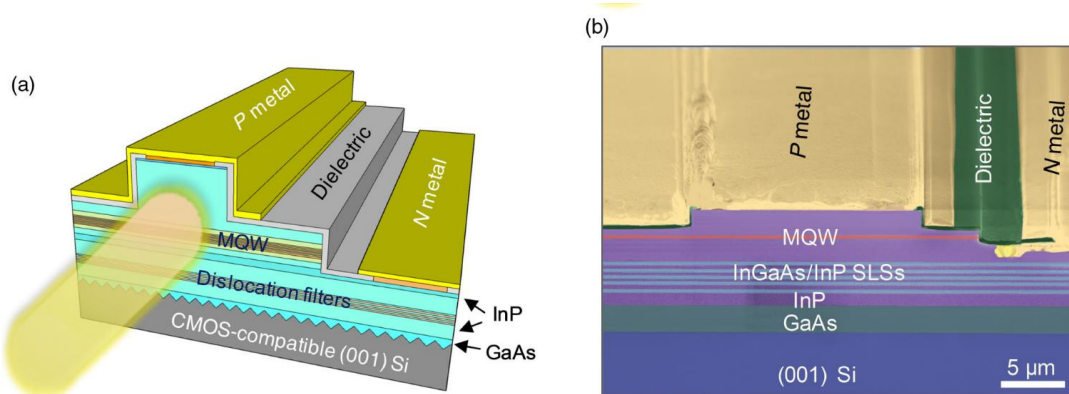 (a)
P metal
Dielectric
N metal
MQW
Dislocation filters
InP
GaAs
CMOS-compatible (001) Si
(b)
P metal
Dielectric
N metal
MQW
InGaAs/InP SLSs
InP
GaAs
(001) Si
5 μm